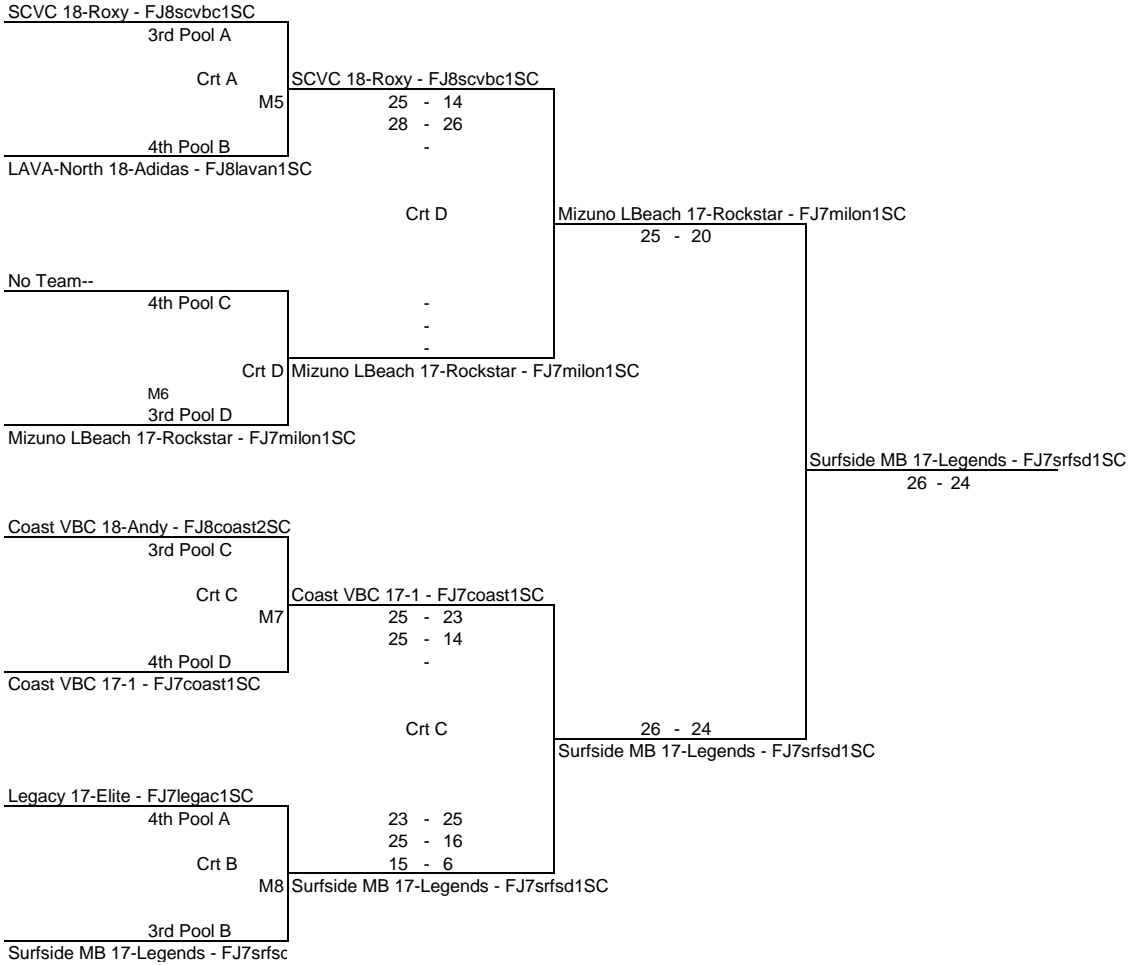 SCVC 18-Roxy - FJ8scvbc1SC
3rd Pool A
Crt A
SCVC 18-Roxy - FJ8scvbc1SC
M5
25 - 14
28 - 26
4th Pool B
-
LAVA-North 18-Adidas - FJ8lavan1SC
Crt D
Mizuno LBeach 17-Rockstar - FJ7milon1SC
25 - 20
No Team--
4th Pool C
-
-
-
Crt D
Mizuno LBeach 17-Rockstar - FJ7milon1SC
M6
3rd Pool D
Mizuno LBeach 17-Rockstar - FJ7milon1SC
Surfside MB 17-Legends - FJ7srfsd1SC
26 - 24
Coast VBC 18-Andy - FJ8coast2SC
3rd Pool C
Crt C
Coast VBC 17-1 - FJ7coast1SC
M7
25 - 23
25 - 14
4th Pool D
-
Coast VBC 17-1 - FJ7coast1SC
Crt C
26 - 24
Surfside MB 17-Legends - FJ7srfsd1SC
Legacy 17-Elite - FJ7legac1SC
4th Pool A
23 - 25
25 - 16
Crt B
15 - 6
M8
Surfside MB 17-Legends - FJ7srfsd1SC
3rd Pool B
Surfside MB 17-Legends - FJ7srfsc